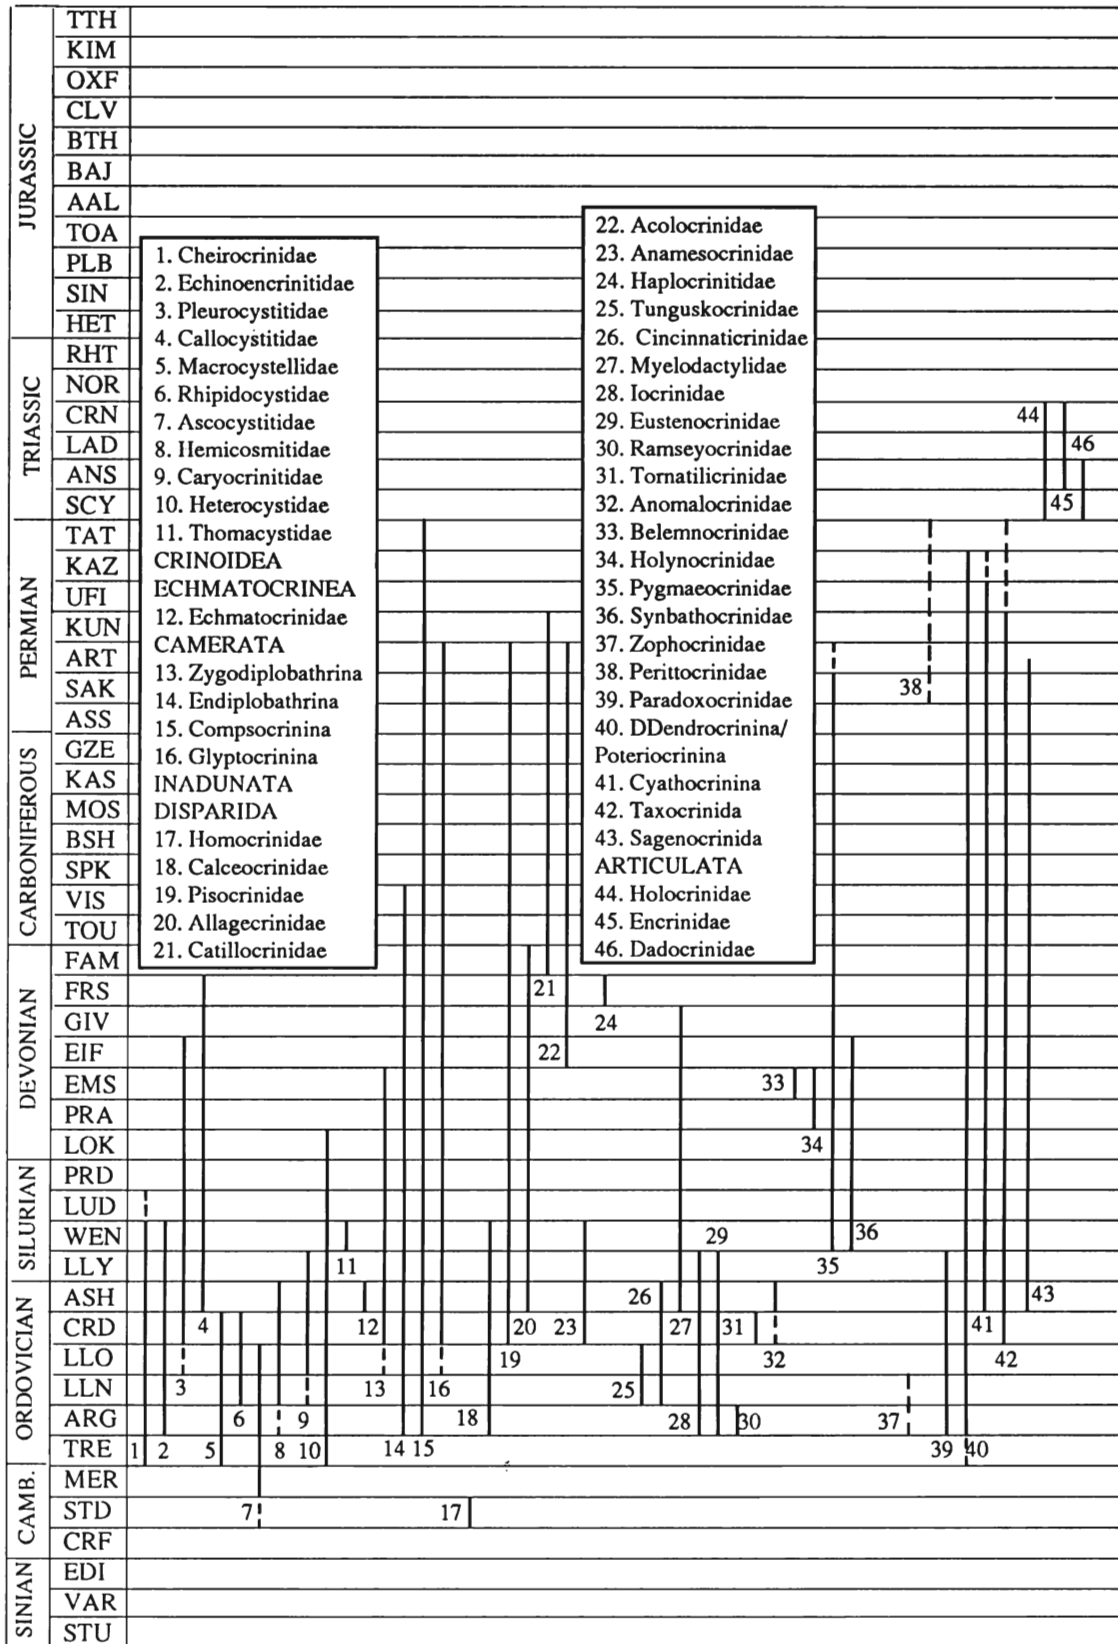 JURASSIC
TTH
KIM
OXF
CLV
BTH
BAJ
AAL
TOA
PLB
SIN
HET
TRIASSIC
RHT
NOR
CRN
LAD
ANS
SCY
PERMIAN
TAT
KAZ
UFI
KUN
ART
SAK
ASS
CARBONIFEROUS
GZE
KAS
MOS
BSH
SPK
VIS
TOU
DEVONIAN
FAM
FRS
GIV
EIF
EMS
PRA
LOK
SILURIAN
PRD
LUD
WEN
LLY
ORDOVICIAN
ASH
CRD
LLO
LLN
ARG
TRE
CAMB.
MER
STD
CRF
SINIAN
EDI
VAR
STU
1. Cheirocrinidae
2. Echinoencrinitidae
3. Pleurocystitidae
4. Callocystitidae
5. Macrocystellidae
6. Rhipidocystidae
7. Ascocystitidae
8. Hemicosmitidae
9. Caryocrinitidae
10. Heterocystidae
11. Thomacystidae
CRINOIDEA
ECHMATOCRINEA
12. Echmatocrinidae
CAMERATA
13. Zygodiplobathrina
14. Endiplobathrina
15. Compsocrinina
16. Glyptocrinina
INADUNATA
DISPARIDA
17. Homocrinidae
18. Calceocrinidae
19. Pisocrinidae
20. Allagecrinidae
21. Catillocrinidae
22. Acolocrinidae
23. Anamesocrinidae
24. Haplocrinitidae
25. Tunguskocrinidae
26. Cincinnaticrinidae
27. Myelodactylidae
28. Iocrinidae
29. Eustenocrinidae
30. Ramseyocrinidae
31. Tornatilicrinidae
32. Anomalocrinidae
33. Belemnocrinidae
34. Holynocrinidae
35. Pygmaeocrinidae
36. Synbathocrinidae
37. Zophocrinidae
38. Perittocrinidae
39. Paradoxocrinidae
40. DDendrocrinina/
Poteriocrinina
41. Cyathocrinina
42. Taxocrinida
43. Sagenocrinida
ARTICULATA
44. Holocrinidae
45. Encrinidae
46. Dadocrinidae
44
46
45
38
21
24
22
33
34
29
36
11
35
26
43
4
12
20
23
27
31
41
19
32
42
3
13
16
25
6
9
18
28
30
37
1
2
5
8
10
14
15
39
40
7
17